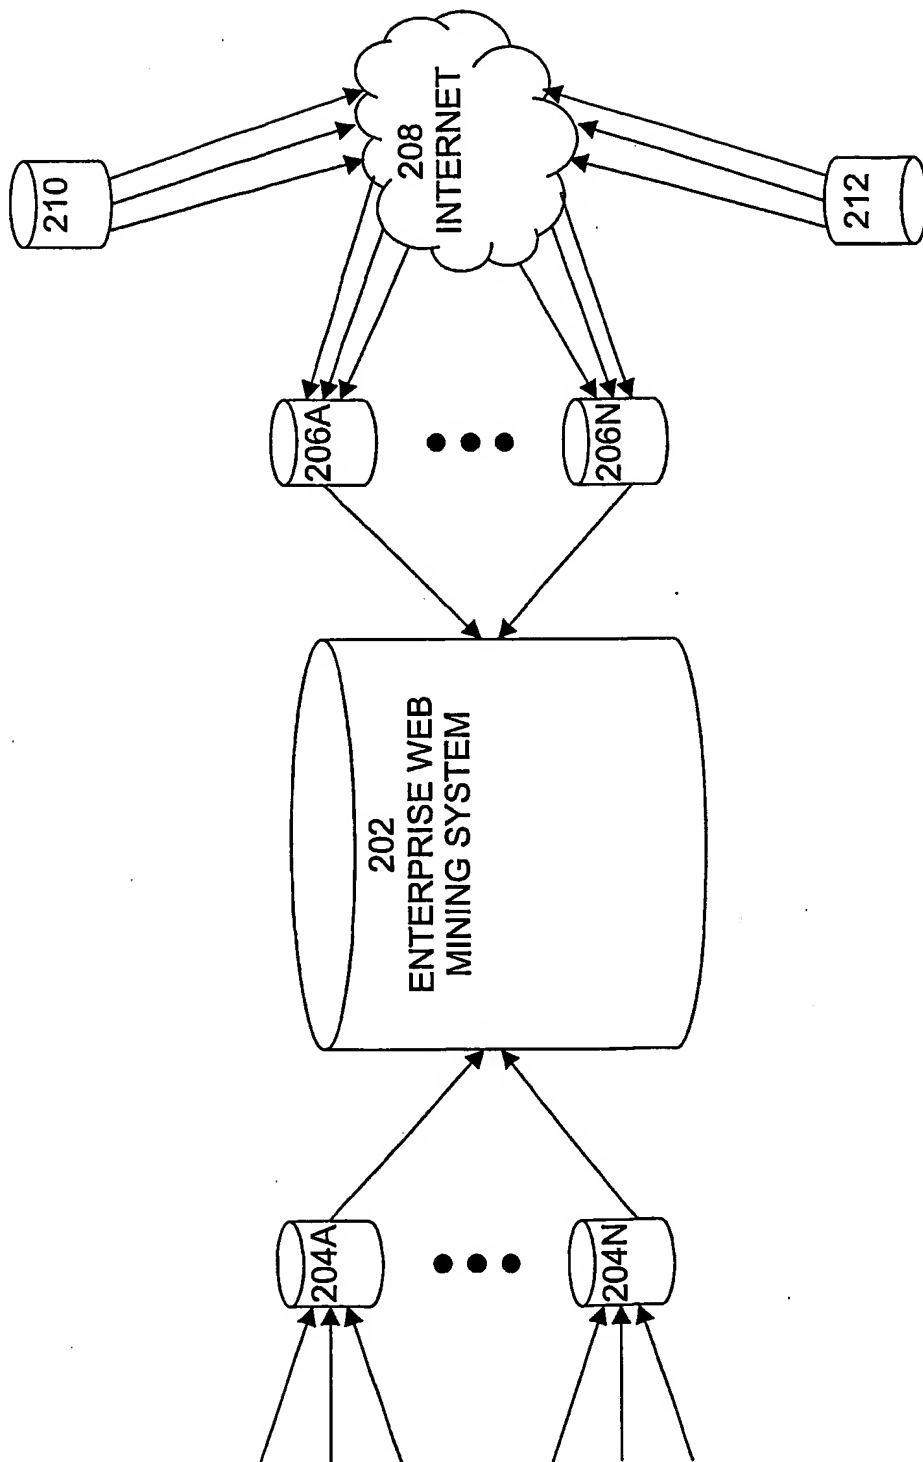 210
208
INTERNET
212
206A
206N
202
ENTERPRISE WEB
MINING SYSTEM
204A
204N